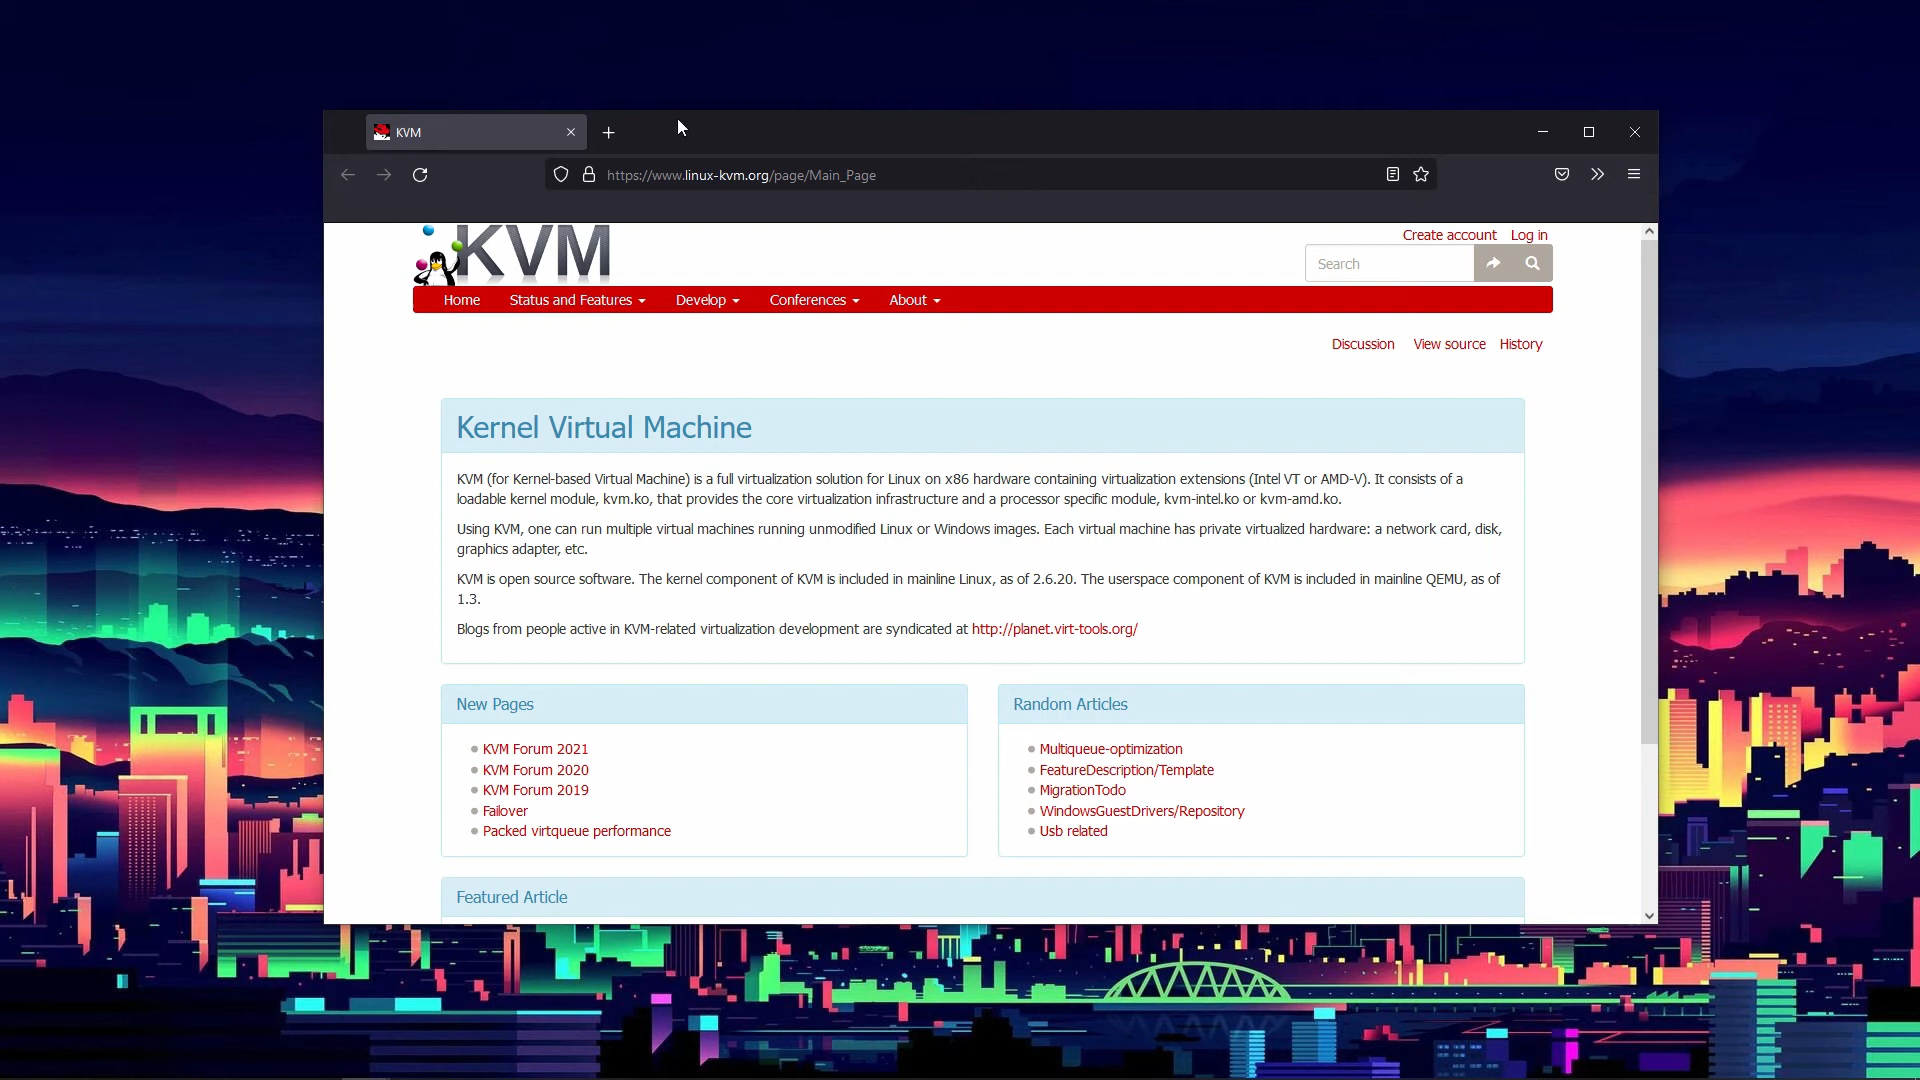 KVM
https://www.linux-kvm.org/page/Main_Page
KVM
Create account Log in
Search
Home Status and Features Develop Conferences About
Discussion View source History
Kernel Virtual Machine
KVM (for Kernel-based Virtual Machine) is a full virtualization solution for Linux on x86 hardware containing virtualization extensions (Intel VT or AMD-V). It consists of a
loadable kernel module, kvm.ko, that provides the core virtualization infrastructure and a processor specific module, kvm-intel.ko or kvm-amd.ko.
Using KVM, one can run multiple virtual machines running unmodified Linux or Windows images. Each virtual machine has private virtualized hardware: a network card, disk,
graphics adapter, etc.
KVM is open source software. The kernel component of KVM is included in mainline Linux, as of 2.6.20. The userspace component of KVM is included in mainline QEMU, as of
1.3.
Blogs from people active in KVM-related virtualization development are syndicated at http://planet.virt-tools.org/
New Pages
KVM Forum 2021
KVM Forum 2020
KVM Forum 2019
Failover
Packed virtqueue performance
Random Articles
Multiqueue-optimization
FeatureDescription/Template
MigrationTodo
WindowsGuestDrivers/Repository
Usb related
Featured Article